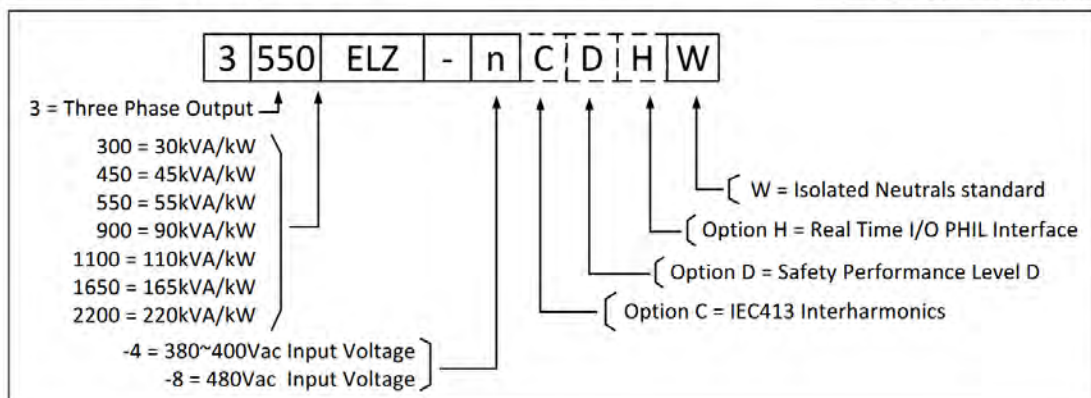 3 550 ELZ - n C D H W
3 = Three Phase Output
300 = 30kVA/kW
450 = 45kVA/kW
550 = 55kVA/kW
900 = 90kVA/kW
1100 = 110kVA/kW
1650 = 165kVA/kW
2200 = 220kVA/kW
-4 = 380~400Vac Input Voltage
-8 = 480Vac Input Voltage
W = Isolated Neutrals standard
Option H = Real Time I/O PHIL Interface
Option D = Safety Performance Level D
Option C = IEC413 Interharmonics